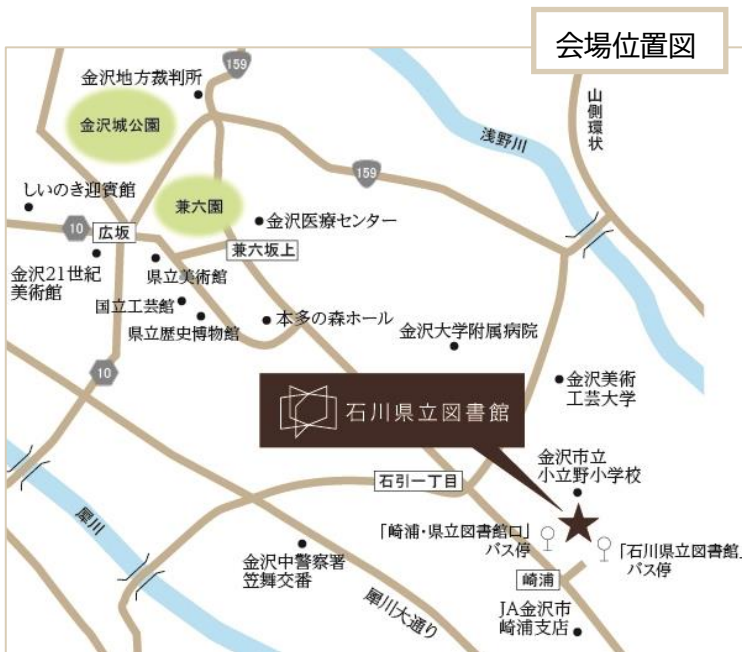 会場位置図
159
金沢地方裁判所
金沢城公園
山側環状
浅野川
159
しいのき迎賓館
兼六園
10
広坂
金沢医療センター
兼六坂上
金沢21世紀
美術館
県立美術館
国立工芸館
県立歴史博物館
本多の森ホール
金沢大学附属病院
10
金沢美術
工芸大学
石川県立図書館
金沢市立
小立野小学校
石引一丁目
犀川
「崎浦・県立図書館口」
バス停
「石川県立図書館」
バス停
金沢中警察署
笠舞交番
崎浦
犀川大通り
JA金沢市
崎浦支店